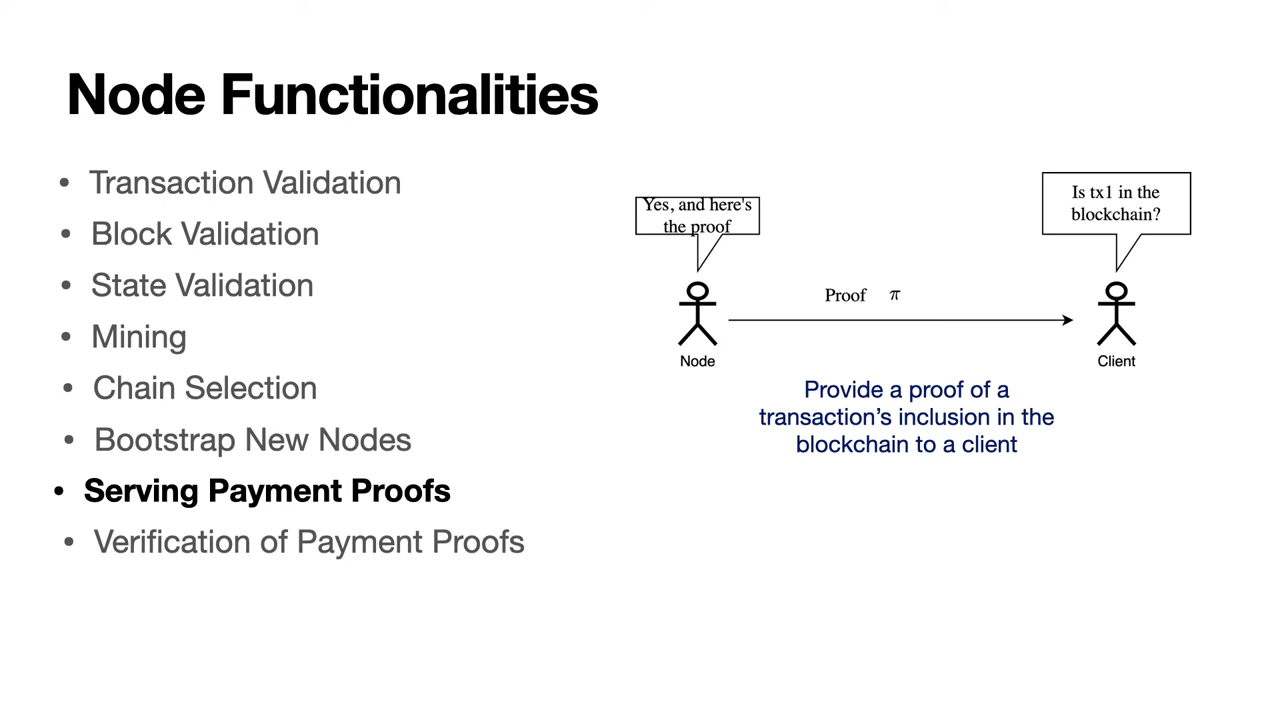 Node Functionalities
• Transaction Validation
• Block Validation
• State Validation
• Mining
• Chain Selection
• Bootstrap New Nodes
• Serving Payment Proofs
• Verification of Payment Proofs
Yes, and here's
the proof
Is tx1 in the
blockchain?
Proof π
Node
Client
Provide a proof of a
transaction’s inclusion in the
blockchain to a client